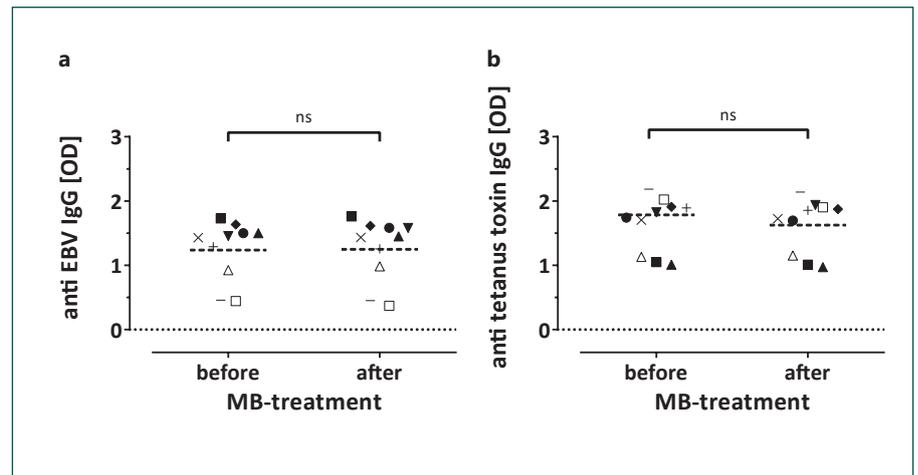 a
ns
anti EBV IgG [OD]
3
2
1
0
before after
MB-treatment
b
ns
anti tetanus toxin IgG [OD]
3
2
1
0
before after
MB-treatment